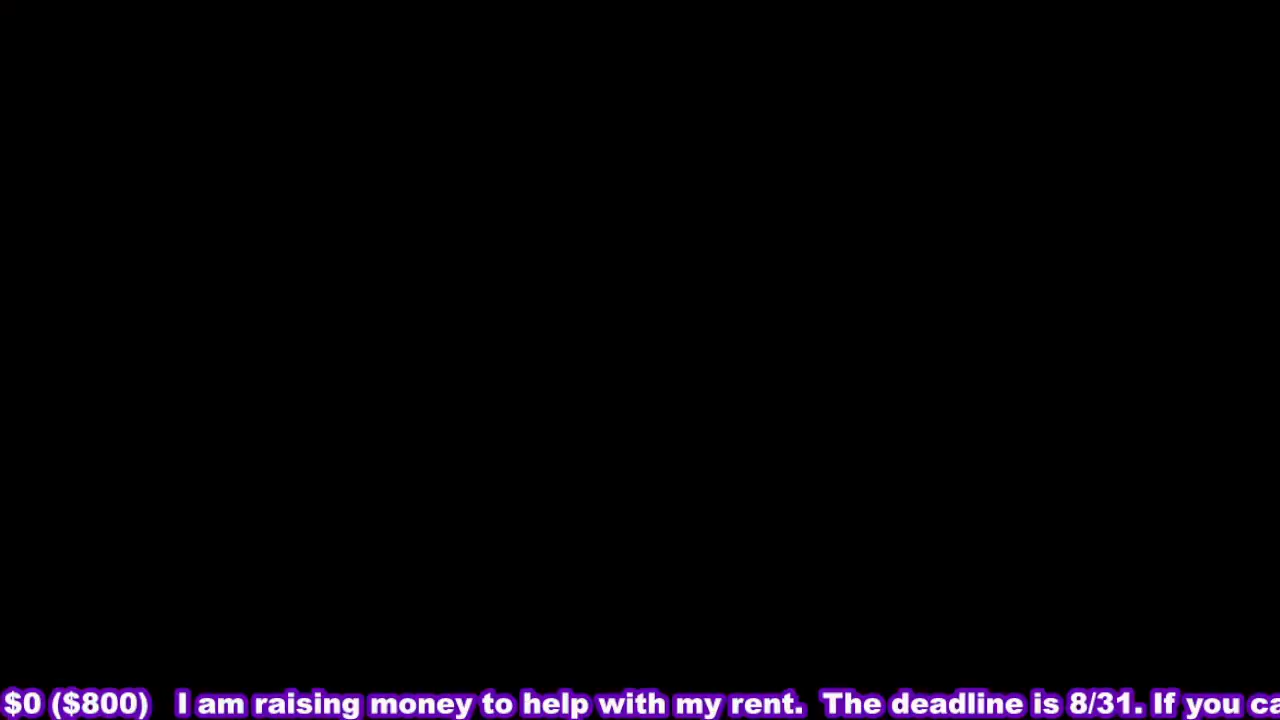 $0 ($800) I am raising money to help with my rent. The deadline is 8/31. If you